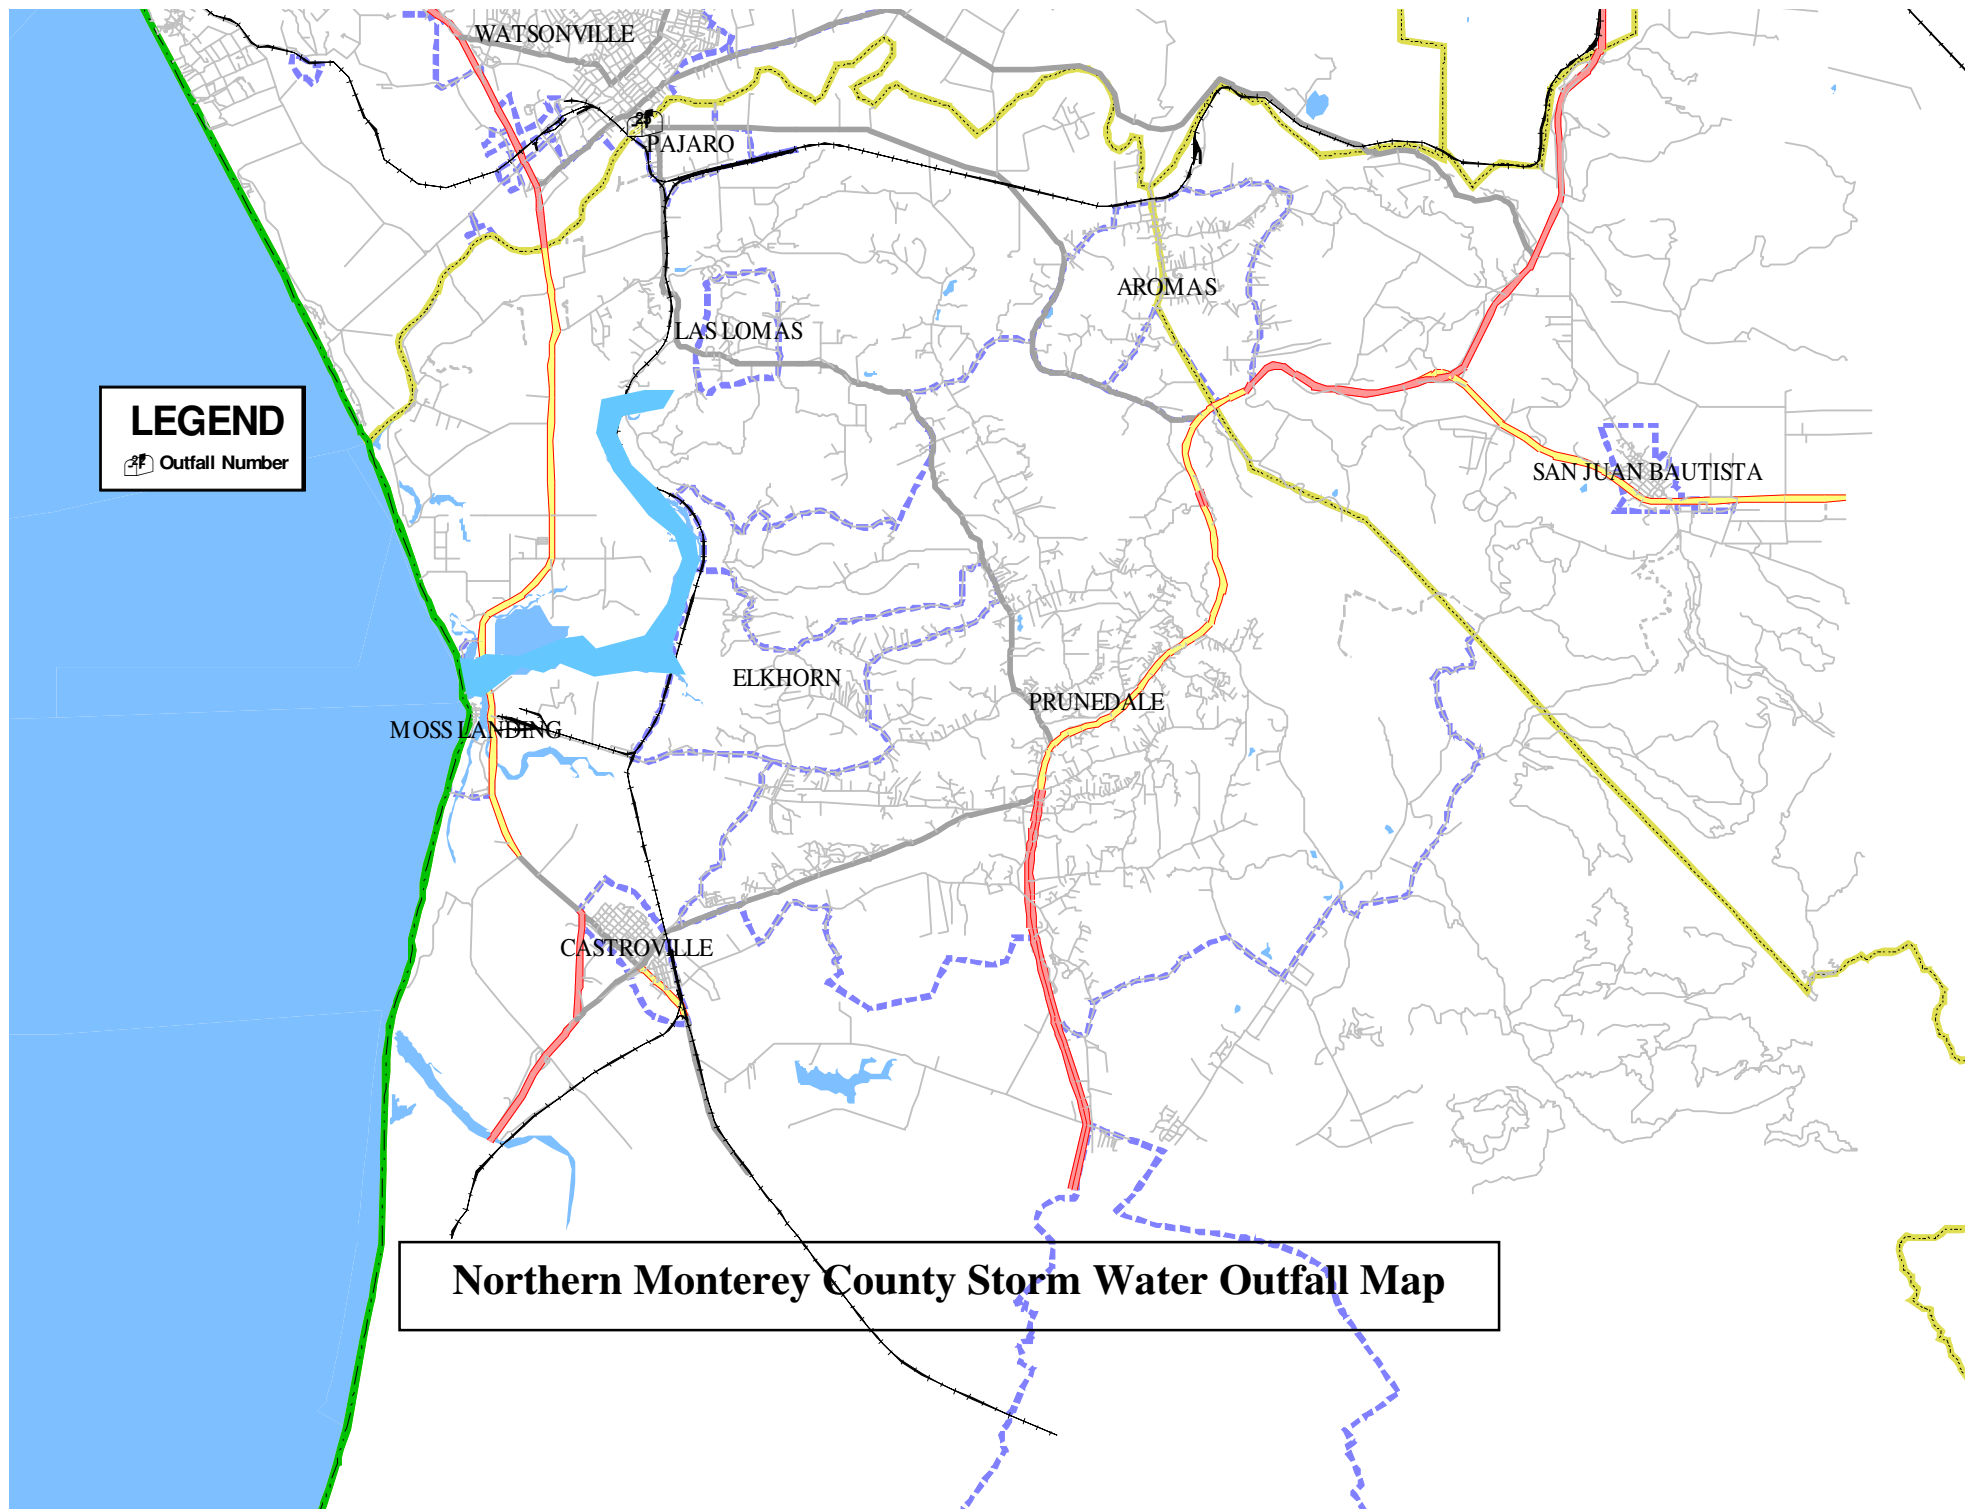 WATSONVILLE
PAJARO
AROMAS
LAS LOMAS
LEGEND
Outfall Number
SAN JUAN BAUTISTA
ELKHORN
PRUNEDALE
MOSS LANDING
CASTROVILLE
Northern Monterey County Storm Water Outfall Map